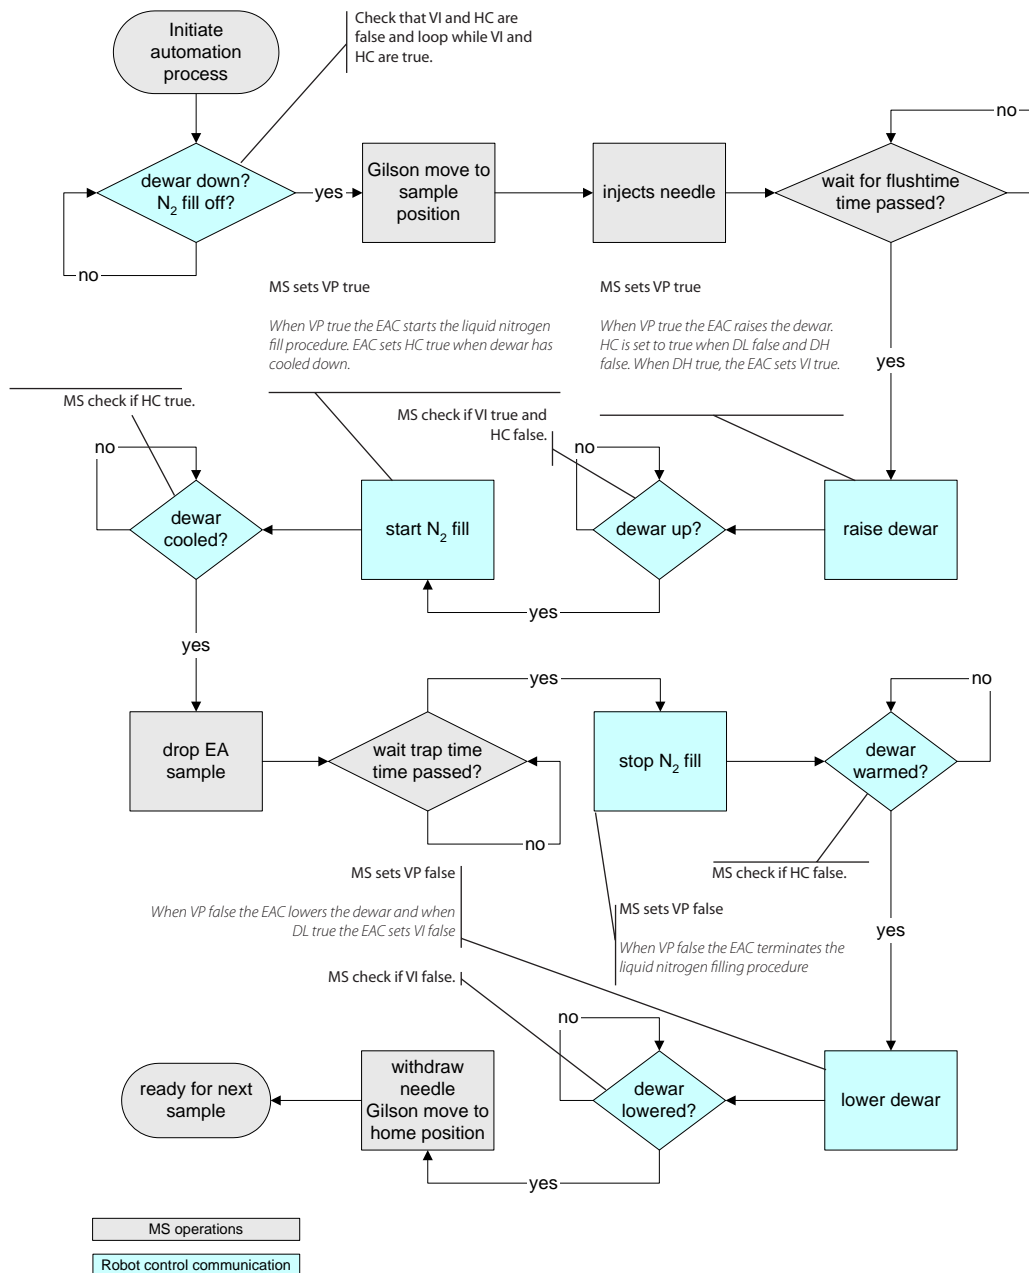 Initiate
automation
process
Check that VI and HC are
false and loop while VI and
HC are true.
no
dewar down?
N2 fill off?
yes
Gilson move to
sample
position
injects needle
wait for flushtime
time passed?
no
MS sets VP true
When VP true the EAC starts the liquid nitrogen
fill procedure. EAC sets HC true when dewar has
cooled down.
MS sets VP true
When VP true the EAC raises the dewar.
HC is set to true when DL false and DH
false. When DH true, the EAC sets VI true.
yes
MS check if HC true.
MS check if VI true and
HC false.
no
no
dewar
cooled?
start N2 fill
dewar up?
raise dewar
yes
yes
yes
no
drop EA
sample
wait trap time
time passed?
stop N2 fill
dewar
warmed?
no
MS sets VP false
When VP false the EAC lowers the dewar and when
DL true the EAC sets VI false
MS check if HC false.
MS sets VP false
When VP false the EAC terminates the
liquid nitrogen filling procedure
yes
MS check if VI false.
no
ready for next
sample
withdraw
needle
Gilson move to
home position
dewar
lowered?
lower dewar
yes
MS operations
Robot control communication